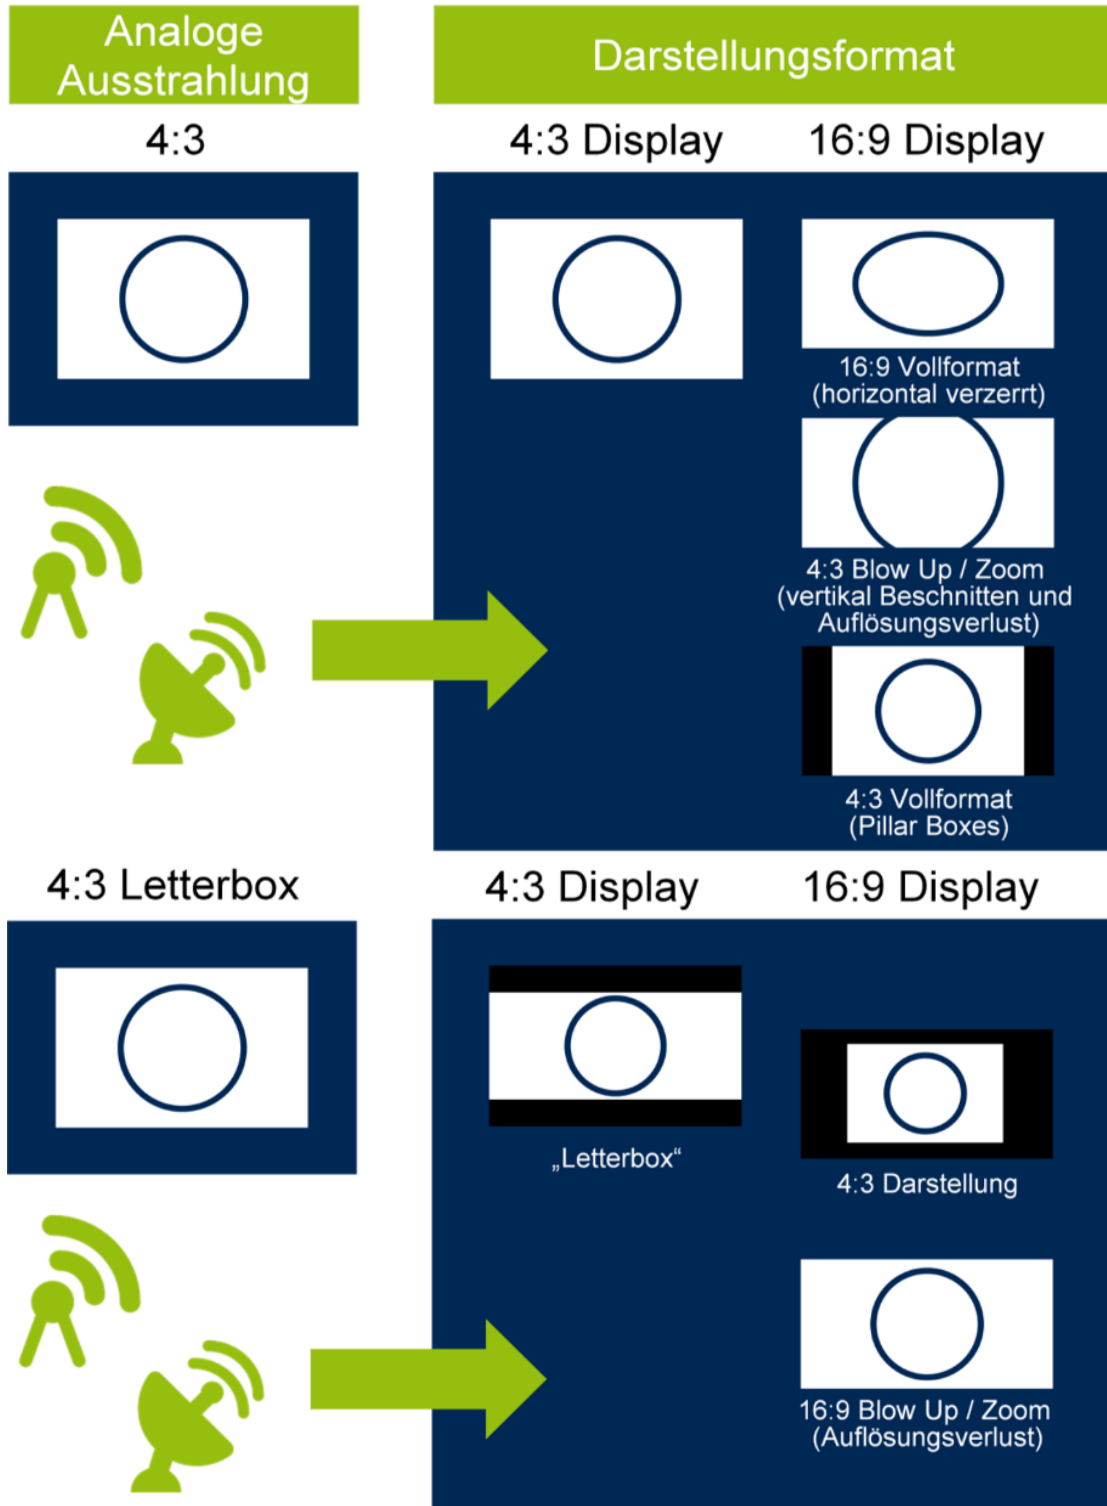 Analoge
Ausstrahlung
Darstellungsformat
4:3
4:3 Display
16:9 Display
16:9 Vollformat
(horizontal verzerrt)
4:3 Blow Up / Zoom
(vertikal Beschnitten und
Auflösungsverlust)
4:3 Vollformat
(Pillar Boxes)
4:3 Letterbox
4:3 Display
16:9 Display
„Letterbox“
4:3 Darstellung
16:9 Blow Up / Zoom
(Auflösungsverlust)